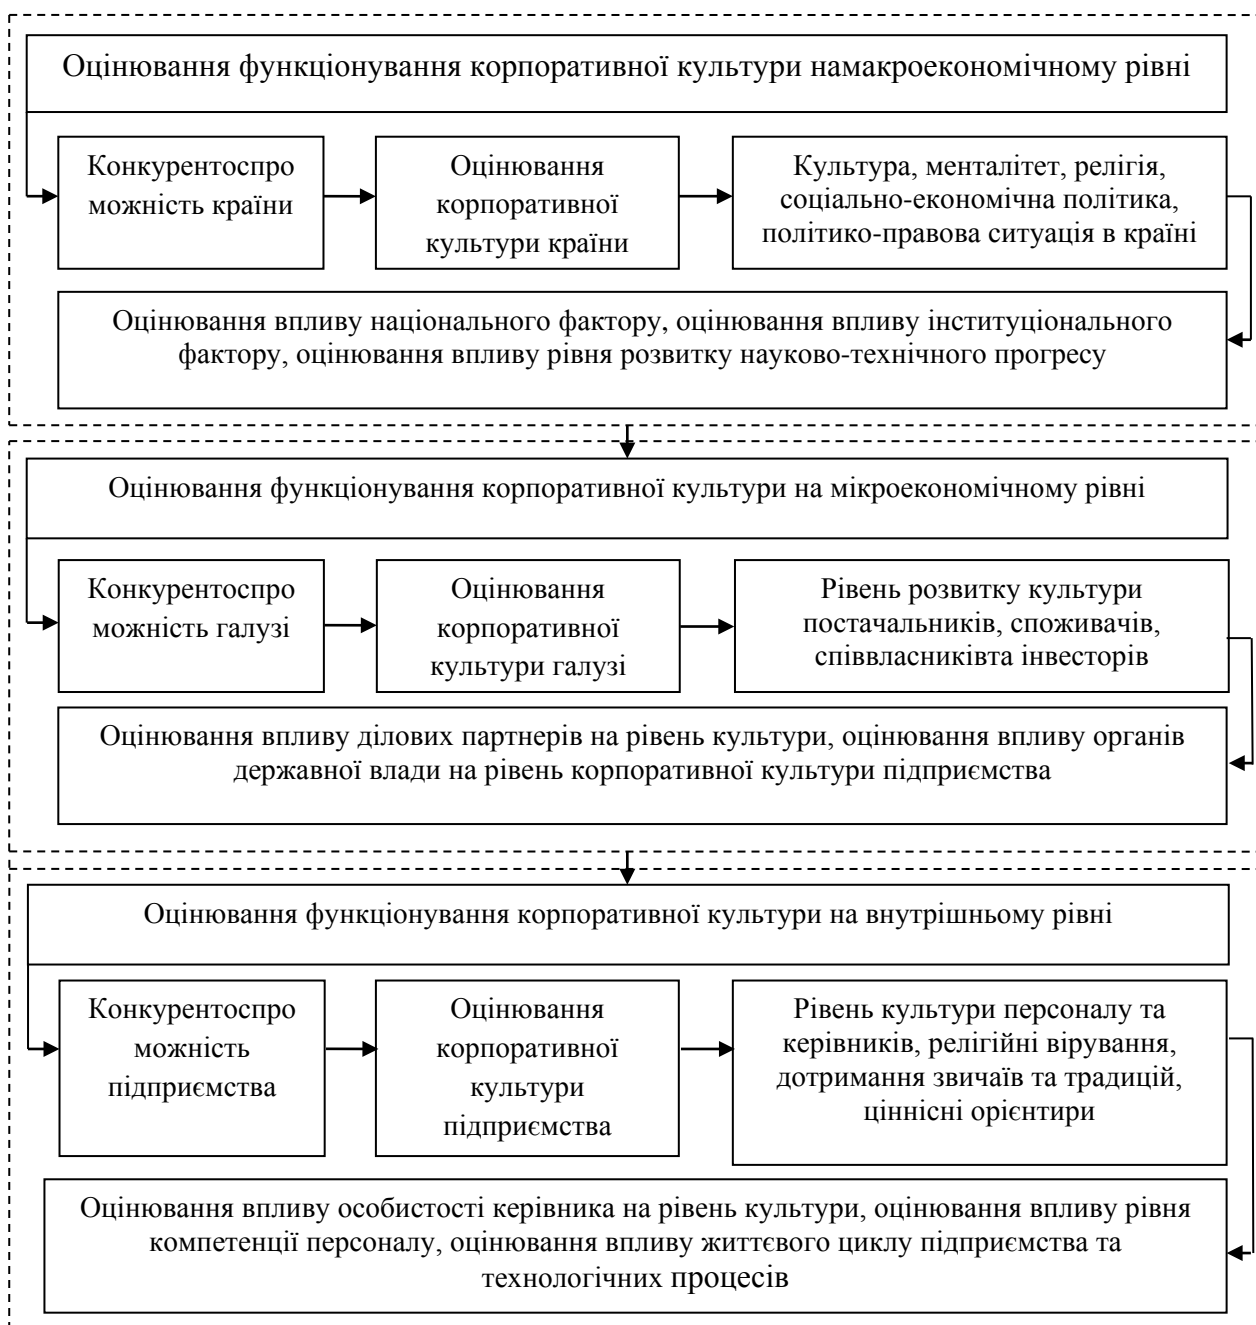 Оцінювання функціонування корпоративної культури намакроекономічному рівні
Конкурентоспро
можність країни
Оцінювання
корпоративної
культури країни
Культура, менталітет, релігія,
соціально-економічна політика,
політико-правова ситуація в країні
Оцінювання впливу національного фактору, оцінювання впливу інституціонального
фактору, оцінювання впливу рівня розвитку науково-технічного прогресу
Оцінювання функціонування корпоративної культури на мікроекономічному рівні
Конкурентоспро
можність галузі
Оцінювання
корпоративної
культури галузі
Рівень розвитку культури
постачальників, споживачів,
співвласниківта інвесторів
Оцінювання впливу ділових партнерів на рівень культури, оцінювання впливу органів
державної влади на рівень корпоративної культури підприємства
Оцінювання функціонування корпоративної культури на внутрішньому рівні
Конкурентоспро
можність
підприємства
Оцінювання
корпоративної
культури
підприємства
Рівень культури персоналу та
керівників, релігійні вірування,
дотримання звичаїв та традицій,
ціннісні орієнтири
Оцінювання впливу особистості керівника на рівень культури, оцінювання впливу рівня
компетенції персоналу, оцінювання впливу життєвого циклу підприємства та
технологічних процесів